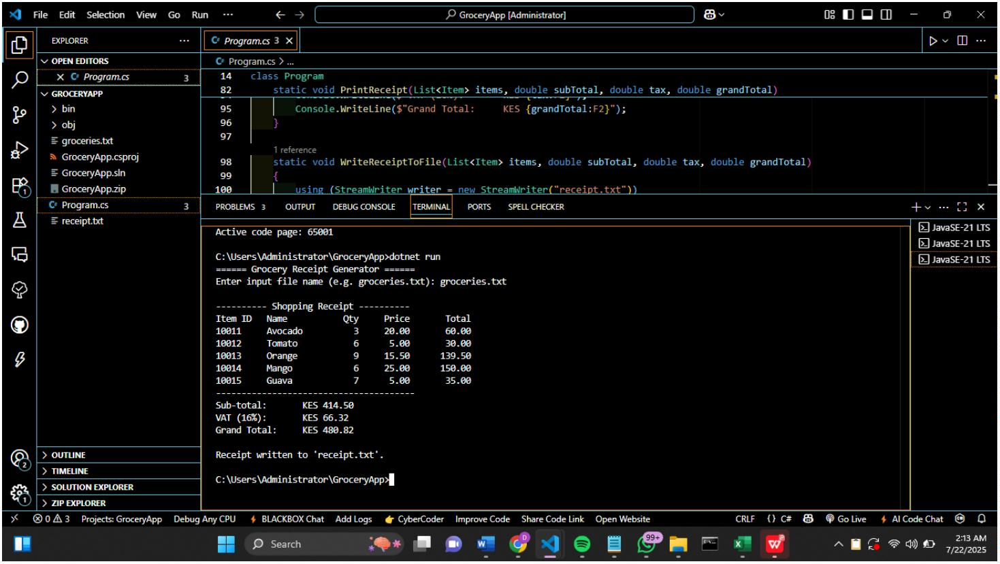 File Edit Selection View Go Run ...
GroceryApp [Administrator]
EXPLORER ...
OPEN EDITORS
Program.cs 3
GROCERYAPP
bin
obj
groceries.txt
GroceryApp.csproj
GroceryApp.sln
GroceryApp.zip
Program.cs 3
receipt.txt
OUTLINE
TIMELINE
SOLUTION EXPLORER
ZIP EXPLORER
1
2
1
Program.cs 3
Program.cs > ...
14 class Program
82 static void PrintReceipt(List<Item> items, double subTotal, double tax, double grandTotal)
95 Console.WriteLine($"Grand Total: KES {grandTotal:F2}");
96 }
97
1 reference
98 static void WriteReceiptToFile(List<Item> items, double subTotal, double tax, double grandTotal)
99 {
100 using (StreamWriter writer = new StreamWriter("receipt.txt"))
PROBLEMS 3 OUTPUT DEBUG CONSOLE TERMINAL PORTS SPELL CHECKER
Active code page: 65001
C:\Users\Administrator\GroceryApp>dotnet run
====== Grocery Receipt Generator ======
Enter input file name (e.g. groceries.txt): groceries.txt
---------- Shopping Receipt ----------
Item ID Name Qty Price Total
10011 Avocado 3 20.00 60.00
10012 Tomato 6 5.00 30.00
10013 Orange 9 15.50 139.50
10014 Mango 6 25.00 150.00
10015 Guava 7 5.00 35.00
---------------------------------------
Sub-total: KES 414.50
VAT (16%): KES 66.32
Grand Total: KES 480.82
Receipt written to 'receipt.txt'.
C:\Users\Administrator\GroceryApp>
JavaSE-21 LTS
JavaSE-21 LTS
JavaSE-21 LTS
0 3 Projects: GroceryApp Debug Any CPU BLACKBOX Chat Add Logs CyberCoder Improve Code Share Code Link Open Website CRLF {} C# Go Live AI Code Chat
Search
D
99+
2:13 AM
7/22/2025